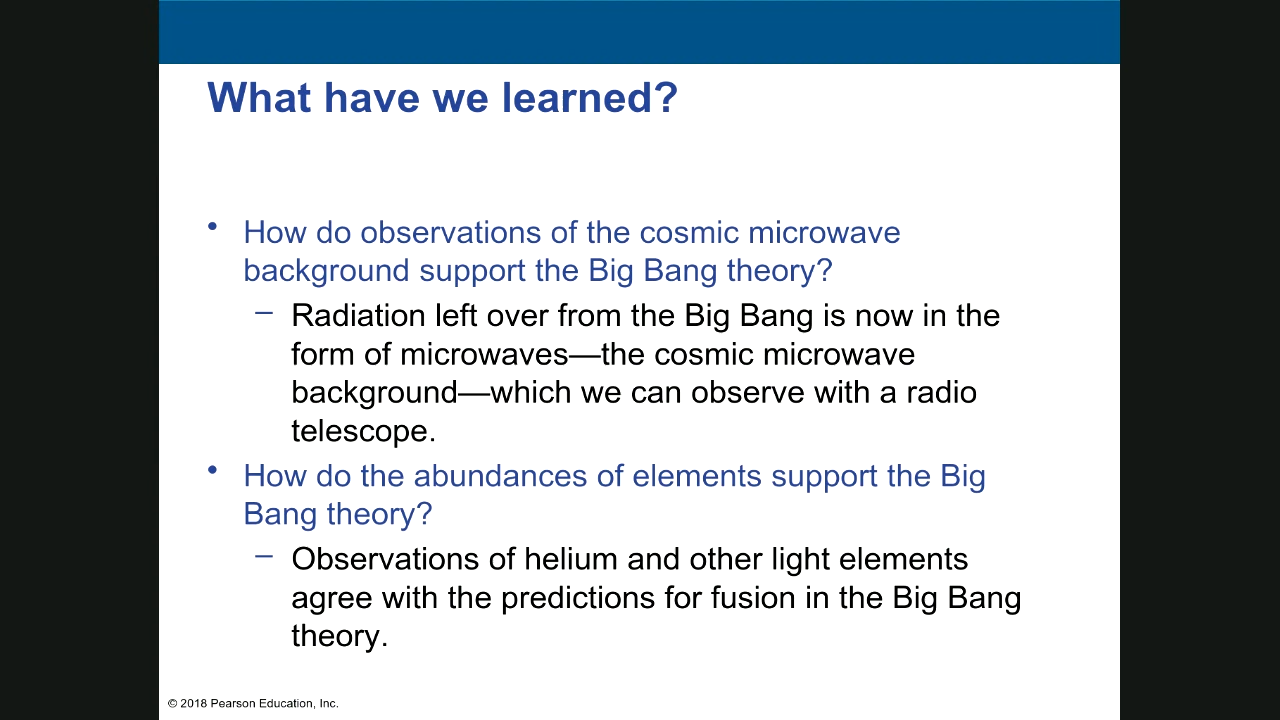 What have we learned?
• How do observations of the cosmic microwave
background support the Big Bang theory?
– Radiation left over from the Big Bang is now in the
form of microwaves—the cosmic microwave
background—which we can observe with a radio
telescope.
• How do the abundances of elements support the Big
Bang theory?
– Observations of helium and other light elements
agree with the predictions for fusion in the Big Bang
theory.
© 2018 Pearson Education, Inc.